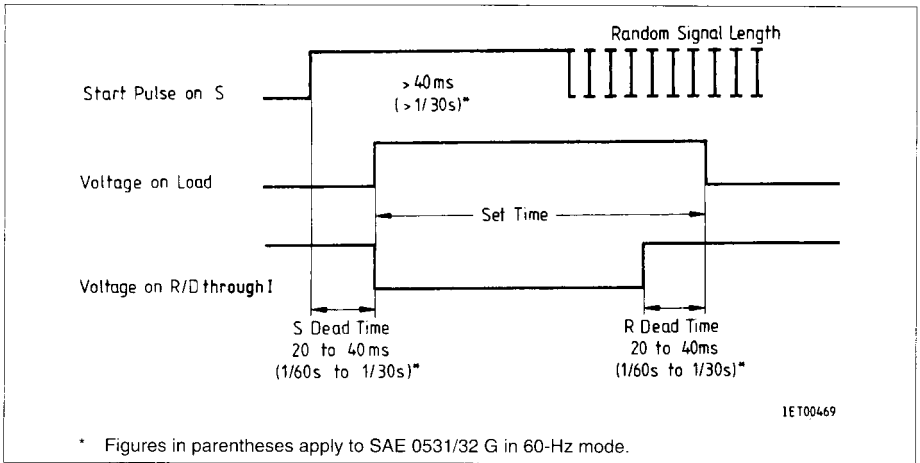 Random Signal Length
Start Pulse on S
> 40ms
(> 1/30s)*
Voltage on Load
Set Time
Voltage on R/D through I
S Dead Time
20 to 40ms
(1/60s to 1/30s)*
R Dead Time
20 to 40ms
(1/60s to 1/30s)*
IET00469
* Figures in parentheses apply to SAE 0531/32 G in 60-Hz mode.